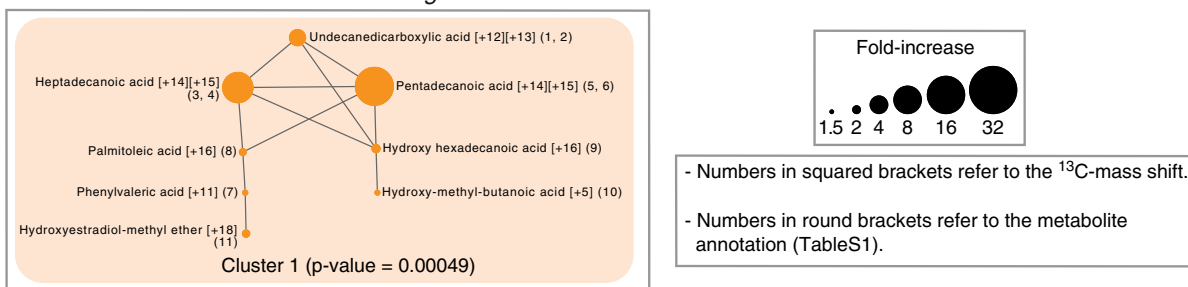 Undecanedicarboxylic acid [+12][+13] (1, 2)
Heptadecanoic acid [+14][+15]
(3, 4)
Pentadecanoic acid [+14][+15] (5, 6)
Palmitoleic acid [+16] (8)
Hydroxy hexadecanoic acid [+16] (9)
Phenylvaleric acid [+11] (7)
Hydroxy-methyl-butanoic acid [+5] (10)
Hydroxyestradiol-methyl ether [+18]
(11)
Cluster 1 (p-value = 0.00049)
Fold-increase
1.5 2 4 8 16 32
- Numbers in squared brackets refer to the ¹³C-mass shift.
- Numbers in round brackets refer to the metabolite
annotation (TableS1).